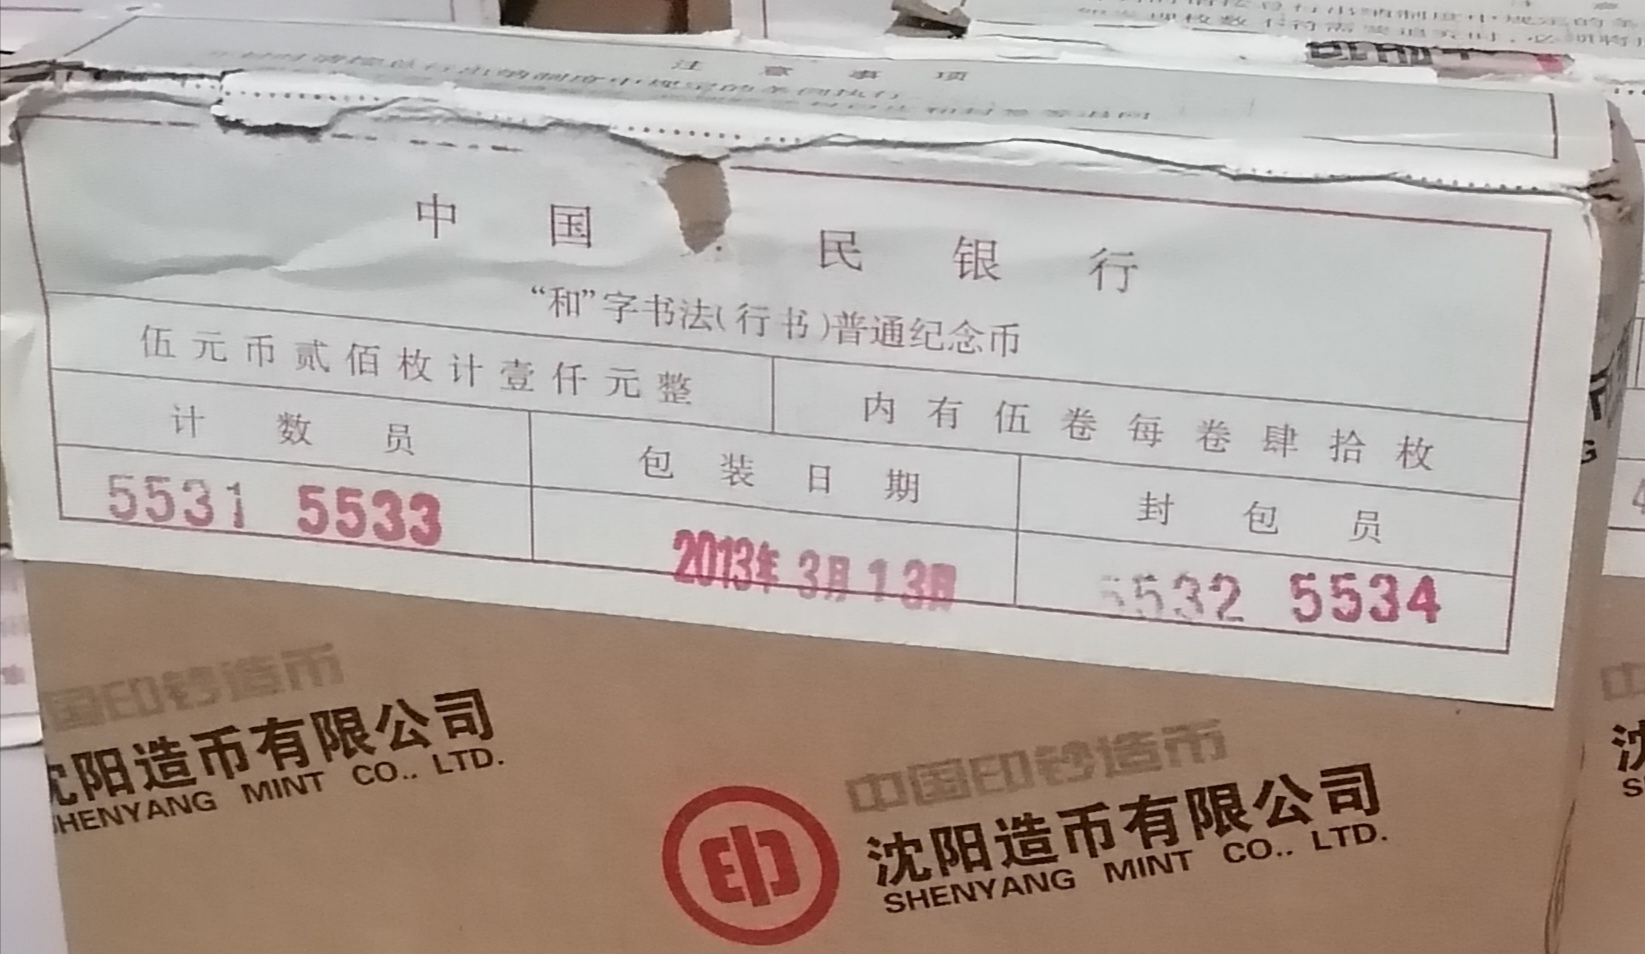 注意事项
中国 民银行
“和”字书法(行书)普通纪念币
伍元币贰佰枚计壹仟元整
内有伍卷每卷肆拾枚
计数员
包装日期
封包员
5531 5533
2013年 3月 13日
5532 5534
国印钞造币
沈阳造币有限公司
SHENYANG MINT CO.. LTD.
中国印钞造币
沈阳造币有限公司
SHENYANG MINT CO.. LTD.